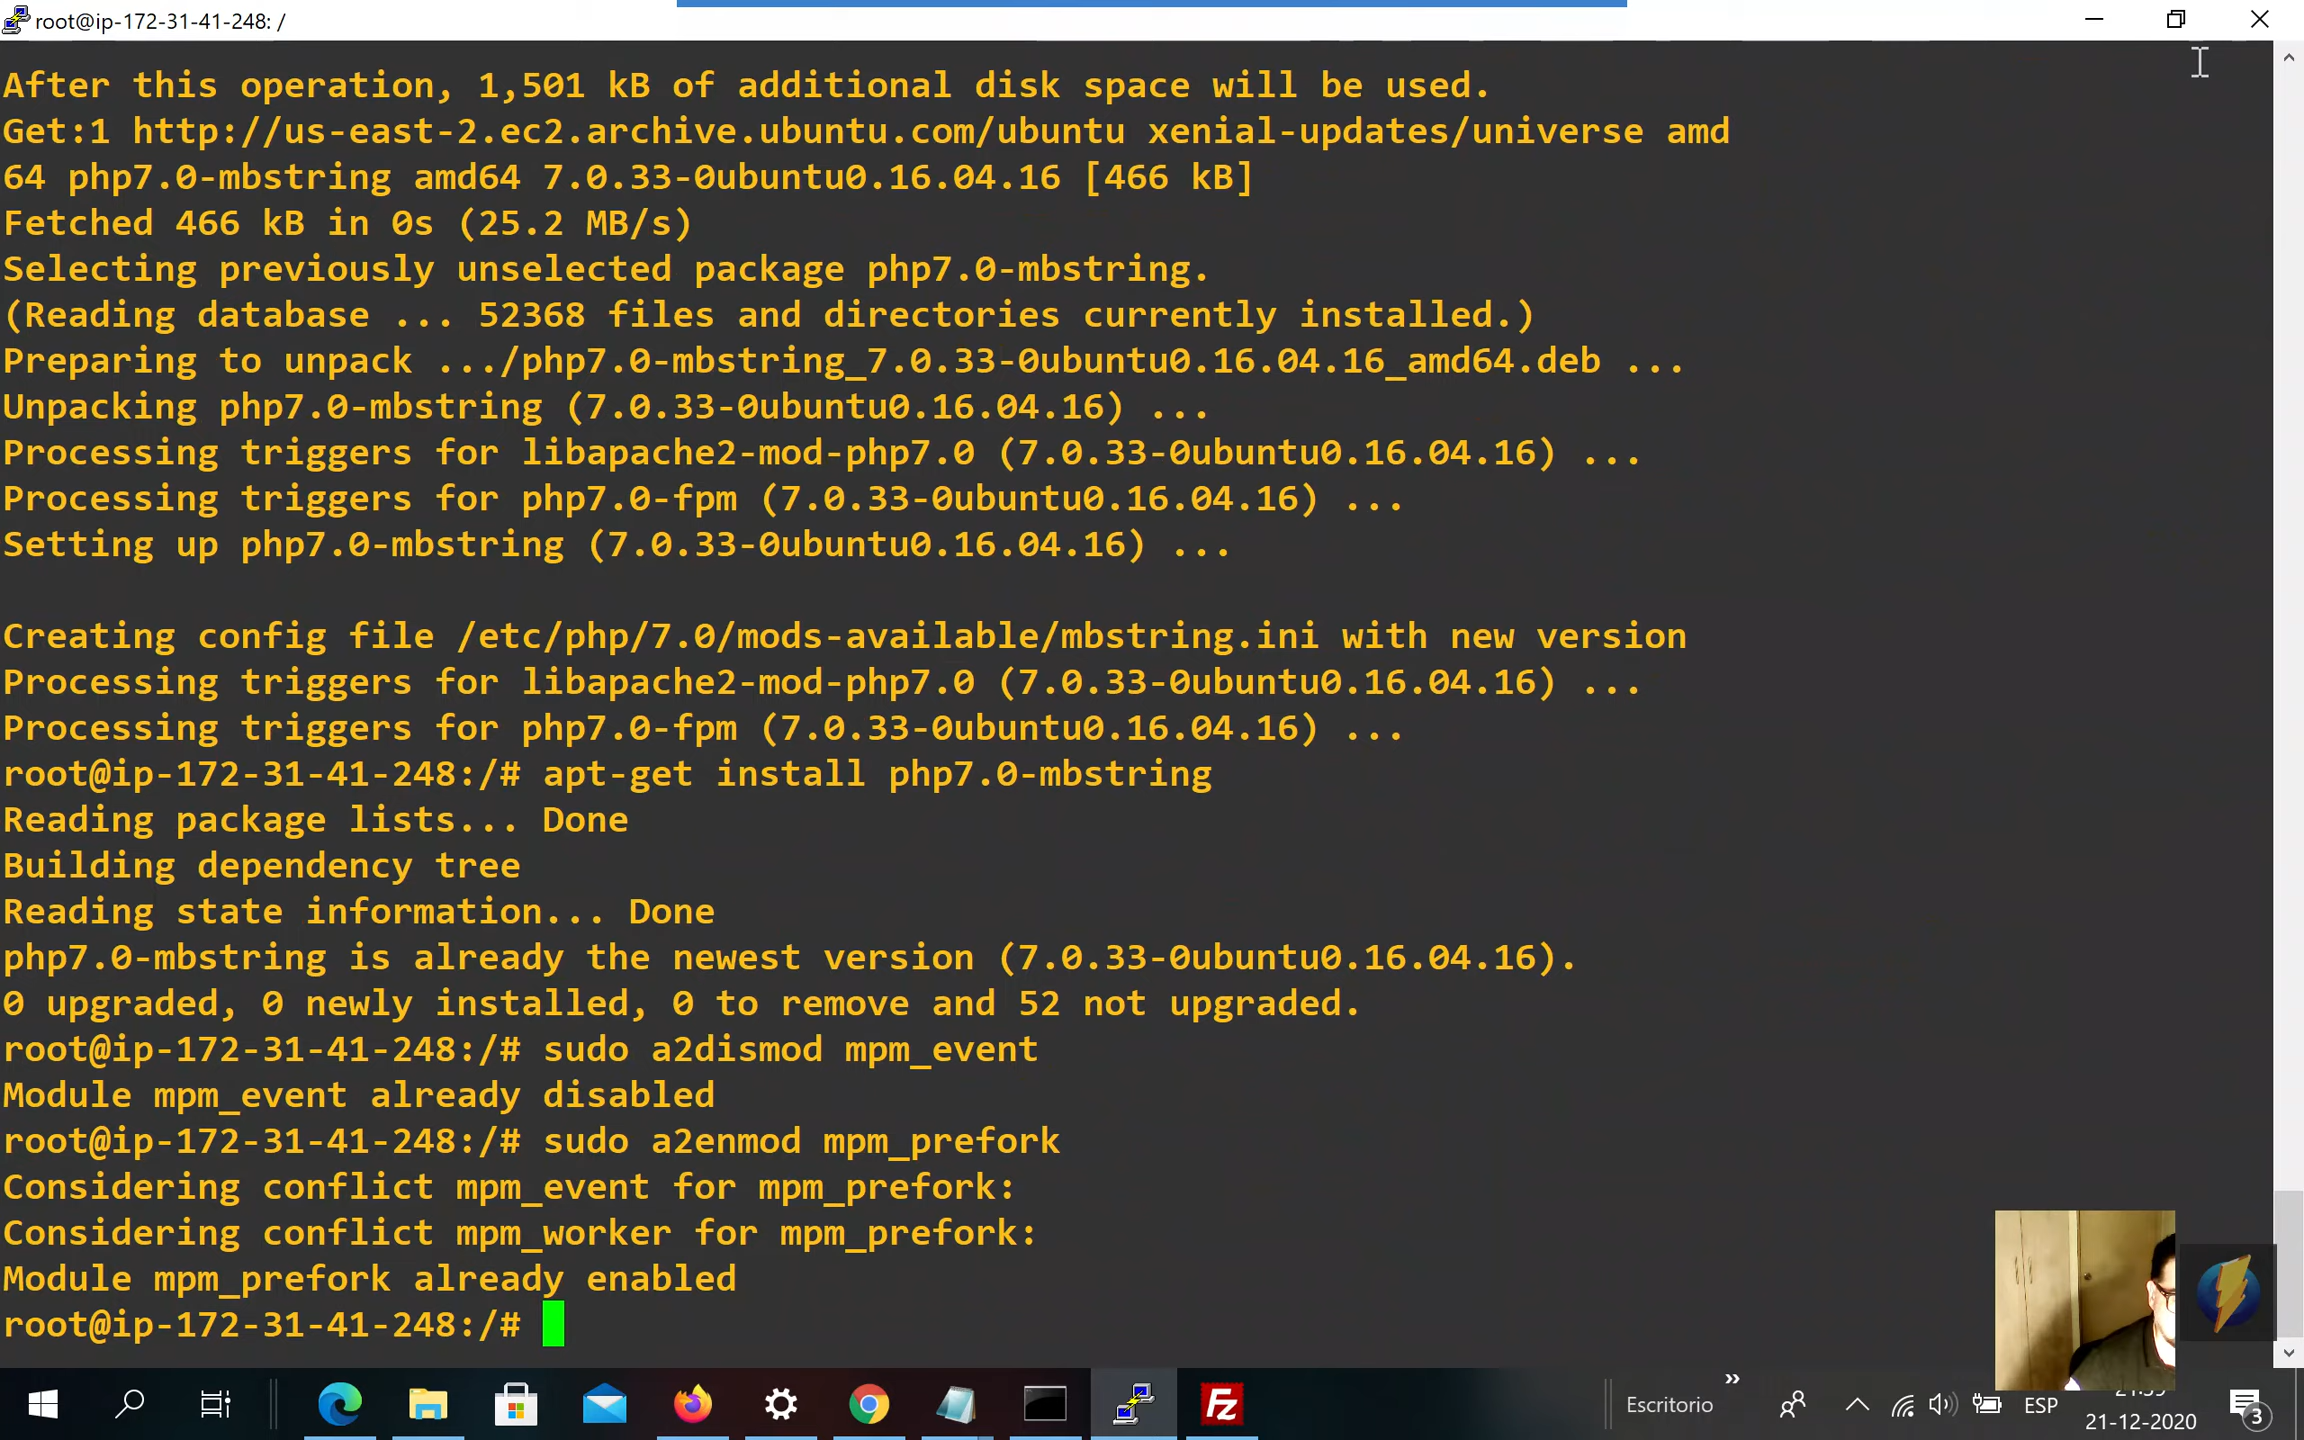 root@ip-172-31-41-248: /
After this operation, 1,501 kB of additional disk space will be used.
Get:1 http://us-east-2.ec2.archive.ubuntu.com/ubuntu xenial-updates/universe amd
64 php7.0-mbstring amd64 7.0.33-0ubuntu0.16.04.16 [466 kB]
Fetched 466 kB in 0s (25.2 MB/s)
Selecting previously unselected package php7.0-mbstring.
(Reading database ... 52368 files and directories currently installed.)
Preparing to unpack .../php7.0-mbstring_7.0.33-0ubuntu0.16.04.16_amd64.deb ...
Unpacking php7.0-mbstring (7.0.33-0ubuntu0.16.04.16) ...
Processing triggers for libapache2-mod-php7.0 (7.0.33-0ubuntu0.16.04.16) ...
Processing triggers for php7.0-fpm (7.0.33-0ubuntu0.16.04.16) ...
Setting up php7.0-mbstring (7.0.33-0ubuntu0.16.04.16) ...
Creating config file /etc/php/7.0/mods-available/mbstring.ini with new version
Processing triggers for libapache2-mod-php7.0 (7.0.33-0ubuntu0.16.04.16) ...
Processing triggers for php7.0-fpm (7.0.33-0ubuntu0.16.04.16) ...
root@ip-172-31-41-248:/# apt-get install php7.0-mbstring
Reading package lists... Done
Building dependency tree
Reading state information... Done
php7.0-mbstring is already the newest version (7.0.33-0ubuntu0.16.04.16).
0 upgraded, 0 newly installed, 0 to remove and 52 not upgraded.
root@ip-172-31-41-248:/# sudo a2dismod mpm_event
Module mpm_event already disabled
root@ip-172-31-41-248:/# sudo a2enmod mpm_prefork
Considering conflict mpm_event for mpm_prefork:
Considering conflict mpm_worker for mpm_prefork:
Module mpm_prefork already enabled
root@ip-172-31-41-248:/#
Escritorio
»
ESP
21-12-2020
3
Fz